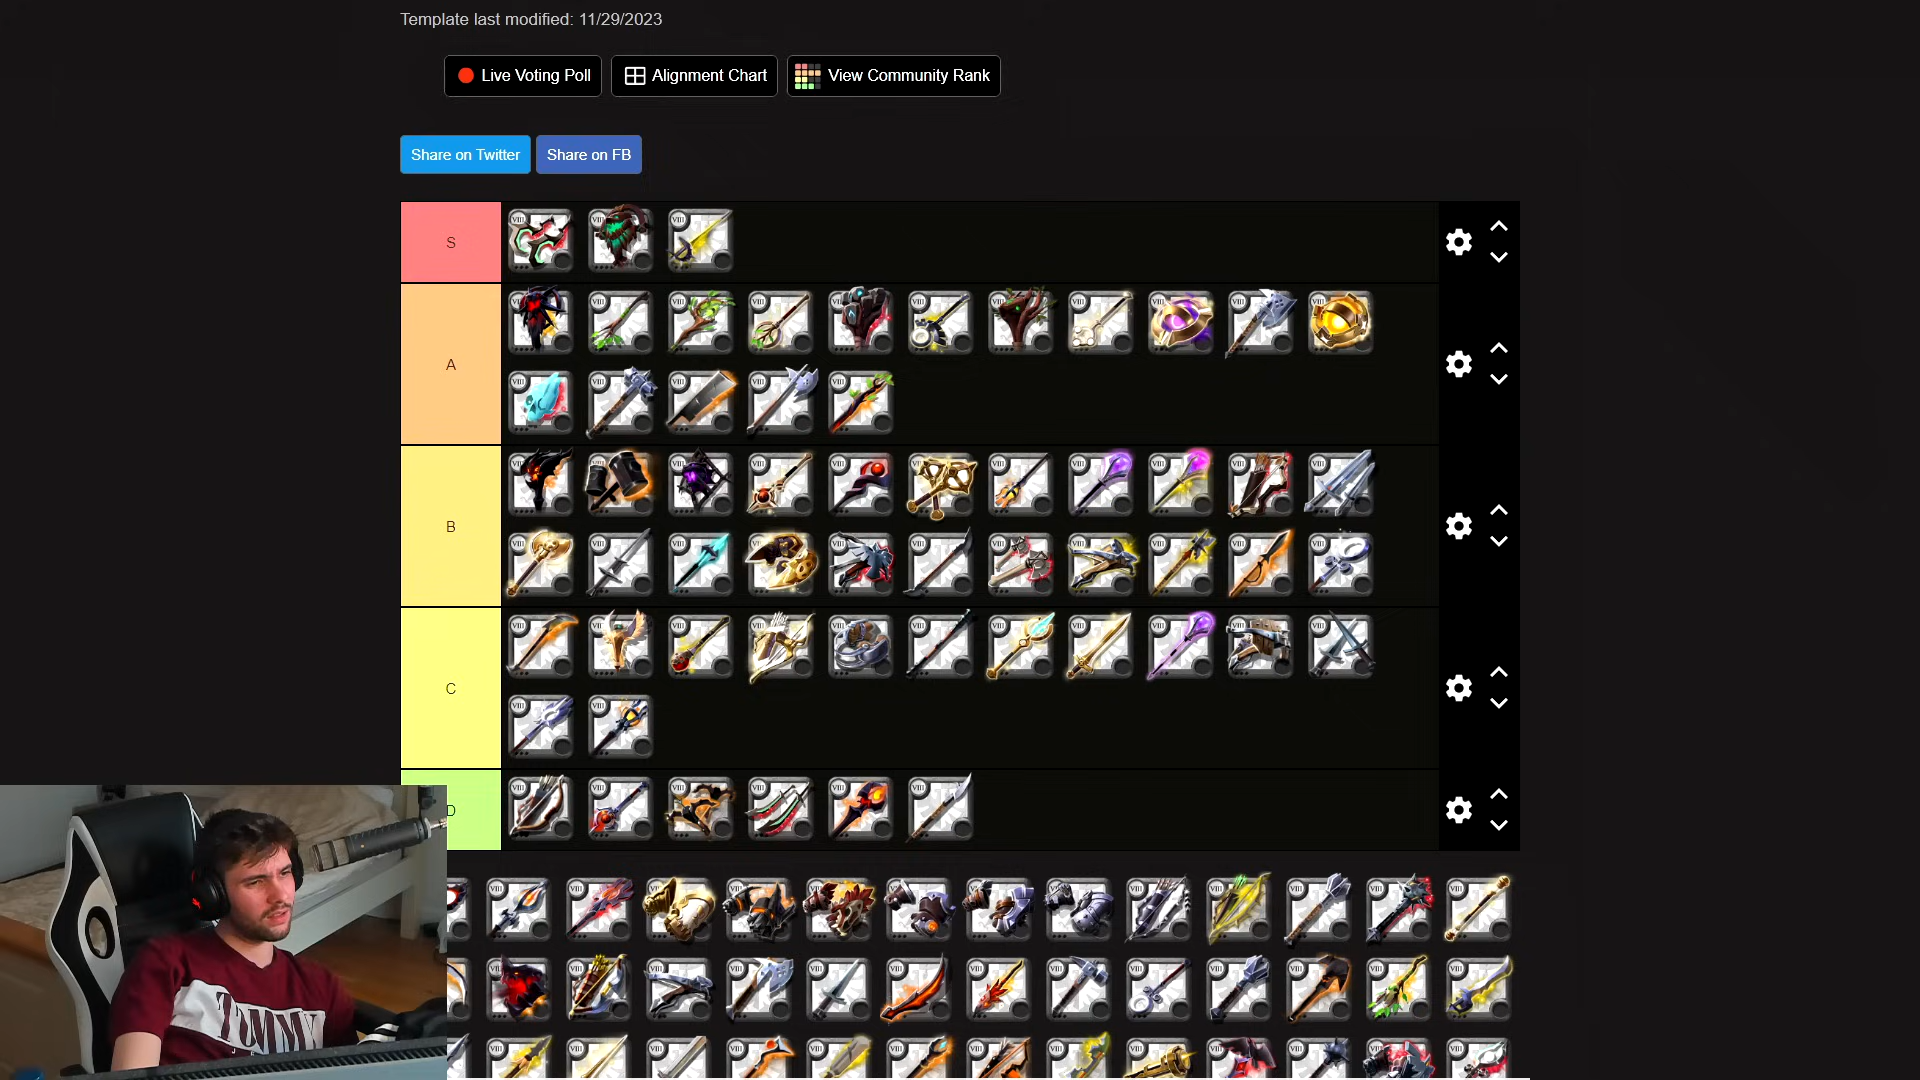 Template last modified: 11/29/2023
Live Voting Poll
Alignment Chart
View Community Rank
Share on Twitter
Share on FB
S
A
B
C
D
TOMMY